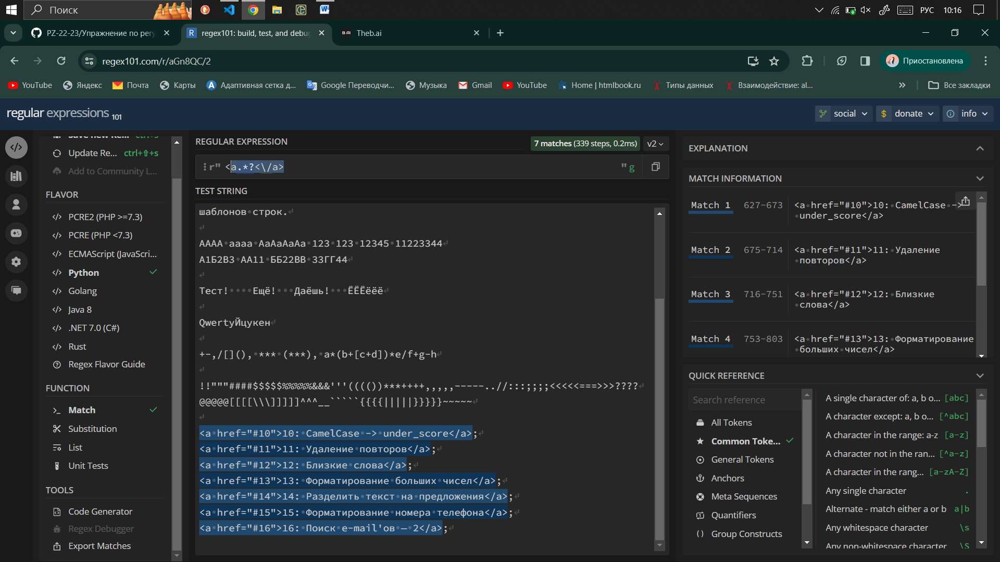 Поиск
РУС
10:16
PZ-22-23/Упражнение по регу
regex101: build, test, and debug
Theb.ai
regex101.com/r/aGn8QC/2
Приостановлена
YouTube
Яндекс
Почта
Карты
Адаптивная сетка д...
Google Переводчи...
Музыка
Gmail
YouTube
Home | htmlbook.ru
Типы данных
Взаимодействие: al...
Все закладки
regular expressions 101
social
donate
info
Update Re... ctrl+⇧+s
Add to Community L...
FLAVOR
PCRE2 (PHP >=7.3)
PCRE (PHP <7.3)
ECMAScript (JavaScri...
Python
Golang
Java 8
.NET 7.0 (C#)
Rust
Regex Flavor Guide
FUNCTION
Match
Substitution
List
Unit Tests
TOOLS
Code Generator
Regex Debugger
Export Matches
REGULAR EXPRESSION
7 matches (339 steps, 0.2ms)
v2
r" <a.*?<\/a> " g
TEST STRING
шаблонов строк.
АААА аааа АаАаАаАа 123 123 12345 11223344
А1Б2В3 АА11 ББ22ВВ 33ГГ44
Тест!    Ещё!   Даёшь!   ЁЁЁёёё
QwertyЙцукен
+-,/[](), *** (***), a*(b+[c+d])*e/f+g-h
!!"""####$$$$$%%%%%&&&'''(((())***++++,,,,,-----..//:::;;;;<<<<<===>>>????
@@@@@[[[[\\\]]]]]^^^__`````{{{{|||||}}}}}~~~~~
<a href="#10">10: CamelCase -> under_score</a>;
<a href="#11">11: Удаление повторов</a>;
<a href="#12">12: Близкие слова</a>;
<a href="#13">13: Форматирование больших чисел</a>;
<a href="#14">14: Разделить текст на предложения</a>;
<a href="#15">15: Форматирование номера телефона</a>;
<a href="#16">16: Поиск e-mail'ов — 2</a>;
EXPLANATION
MATCH INFORMATION
Match 1 627-673 <a href="#10">10: CamelCase ->
under_score</a>
Match 2 675-714 <a href="#11">11: Удаление
повторов</a>
Match 3 716-751 <a href="#12">12: Близкие
слова</a>
Match 4 753-803 <a href="#13">13: Форматирование
больших чисел</a>
QUICK REFERENCE
Search reference
All Tokens
Common Toke...
General Tokens
Anchors
Meta Sequences
Quantifiers
Group Constructs
A single character of: a, b o... [abc]
A character except: a, b o... [^abc]
A character in the range: a-z [a-z]
A character not in the ran... [^a-z]
A character in the rang... [a-zA-Z]
Any single character .
Alternate - match either a or b a|b
Any whitespace character \s
Any non-whitespace character \S